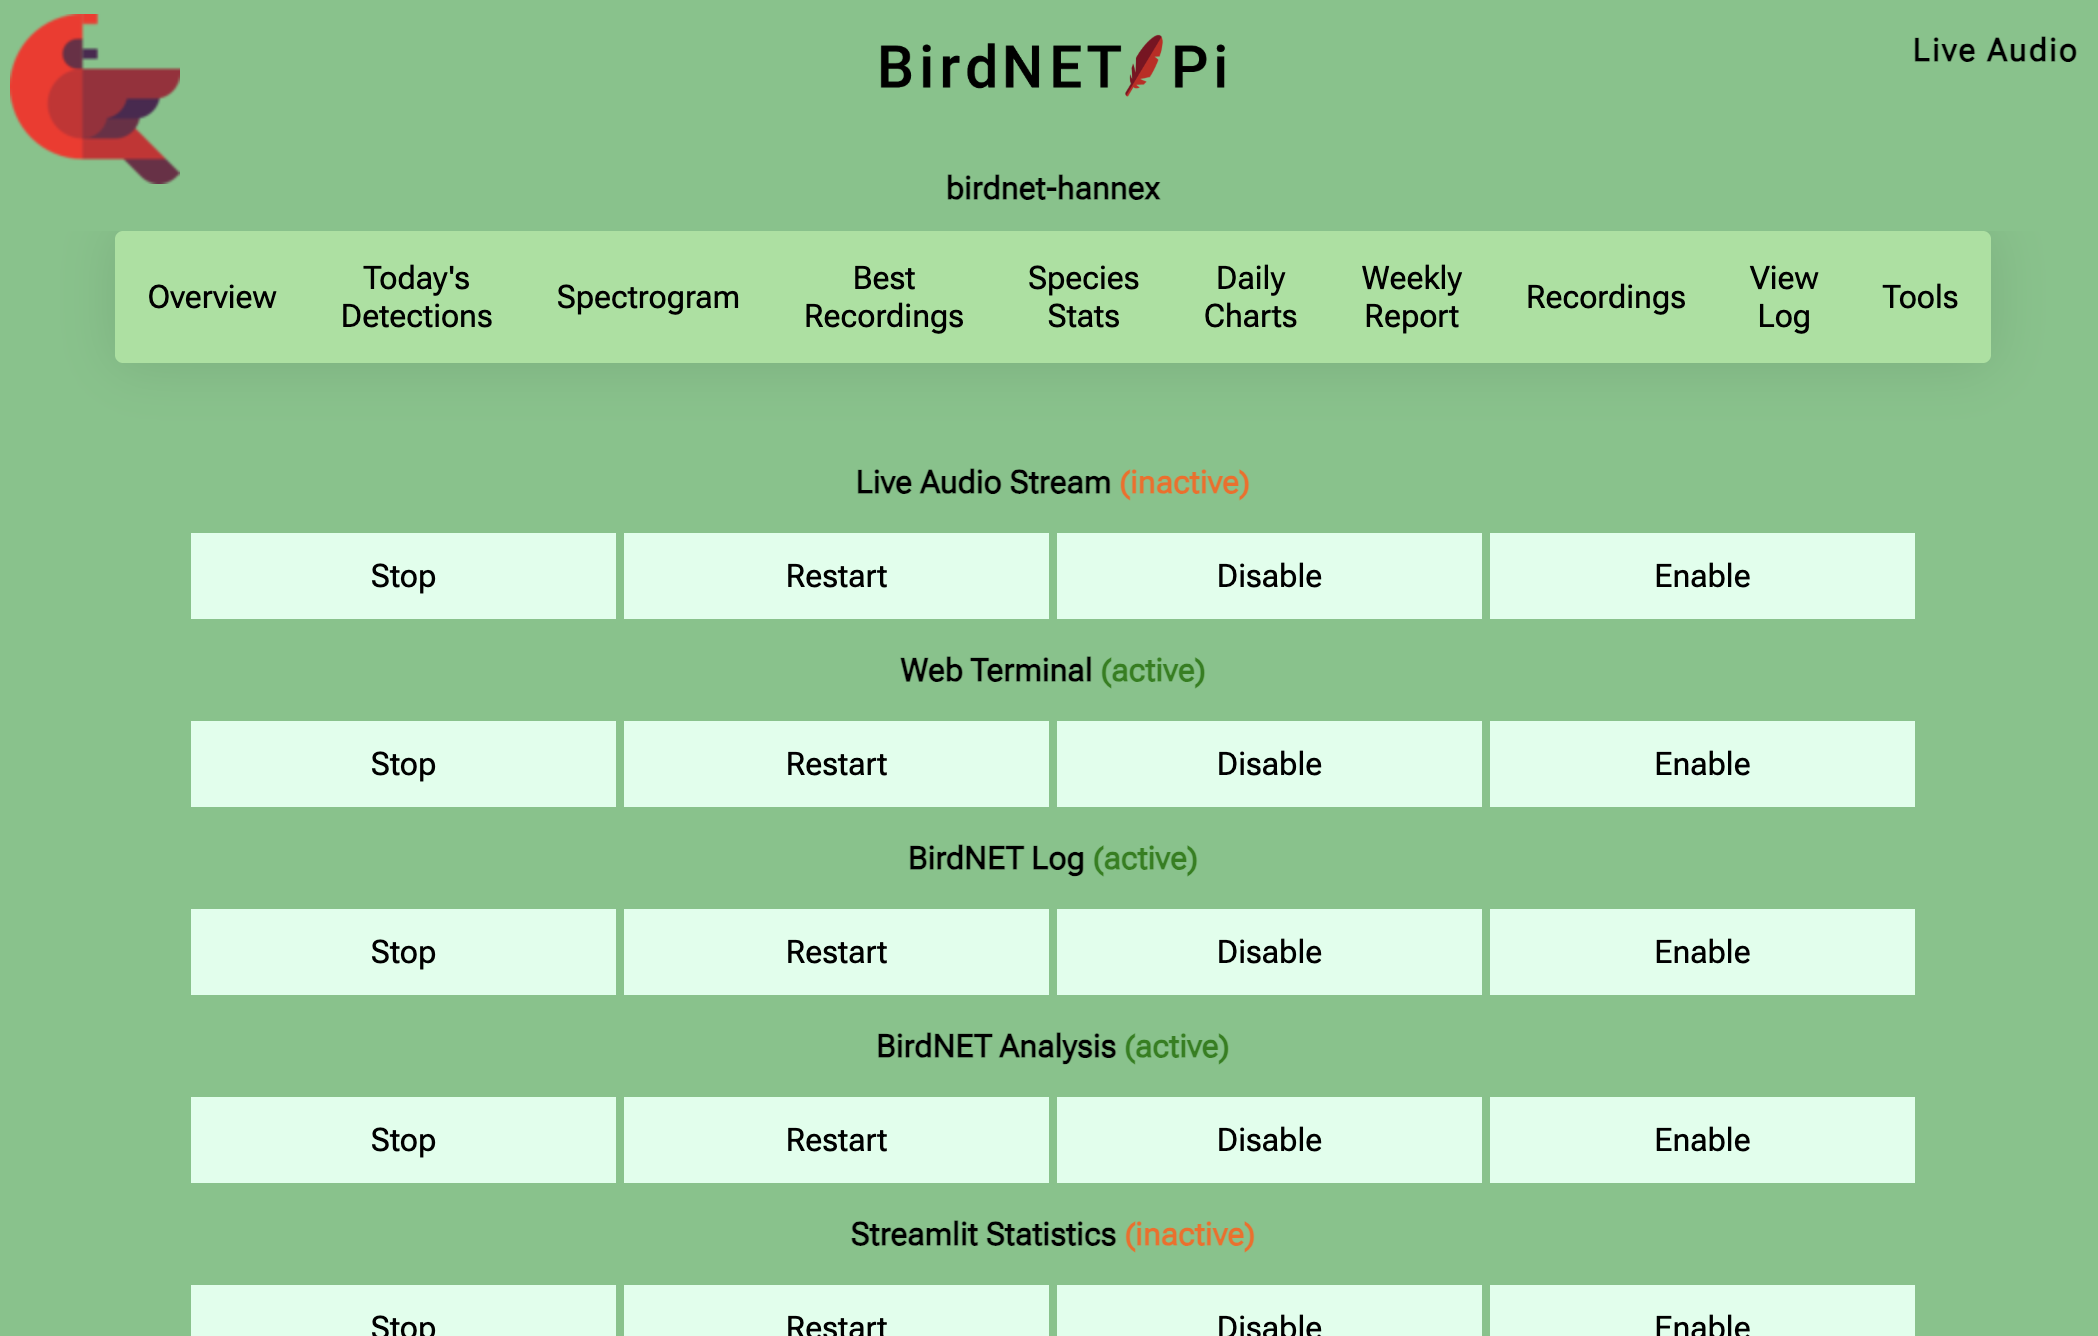 BirdNET Pi
Live Audio
birdnet-hannex
Overview
Today's
Detections
Spectrogram
Best
Recordings
Species
Stats
Daily
Charts
Weekly
Report
Recordings
View
Log
Tools
Live Audio Stream (inactive)
Stop Restart Disable Enable
Web Terminal (active)
Stop Restart Disable Enable
BirdNET Log (active)
Stop Restart Disable Enable
BirdNET Analysis (active)
Stop Restart Disable Enable
Streamlit Statistics (inactive)
Stop Restart Disable Enable